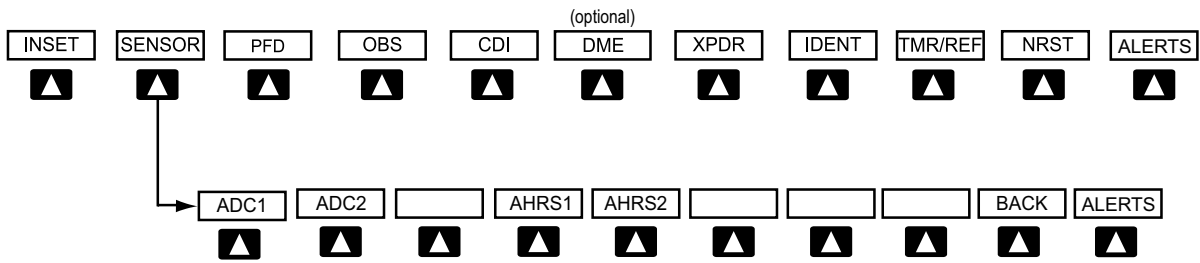 (optional)
INSET SENSOR PFD OBS CDI DME XPDR IDENT TMR/REF NRST ALERTS
ADC1 ADC2 AHRS1 AHRS2 BACK ALERTS